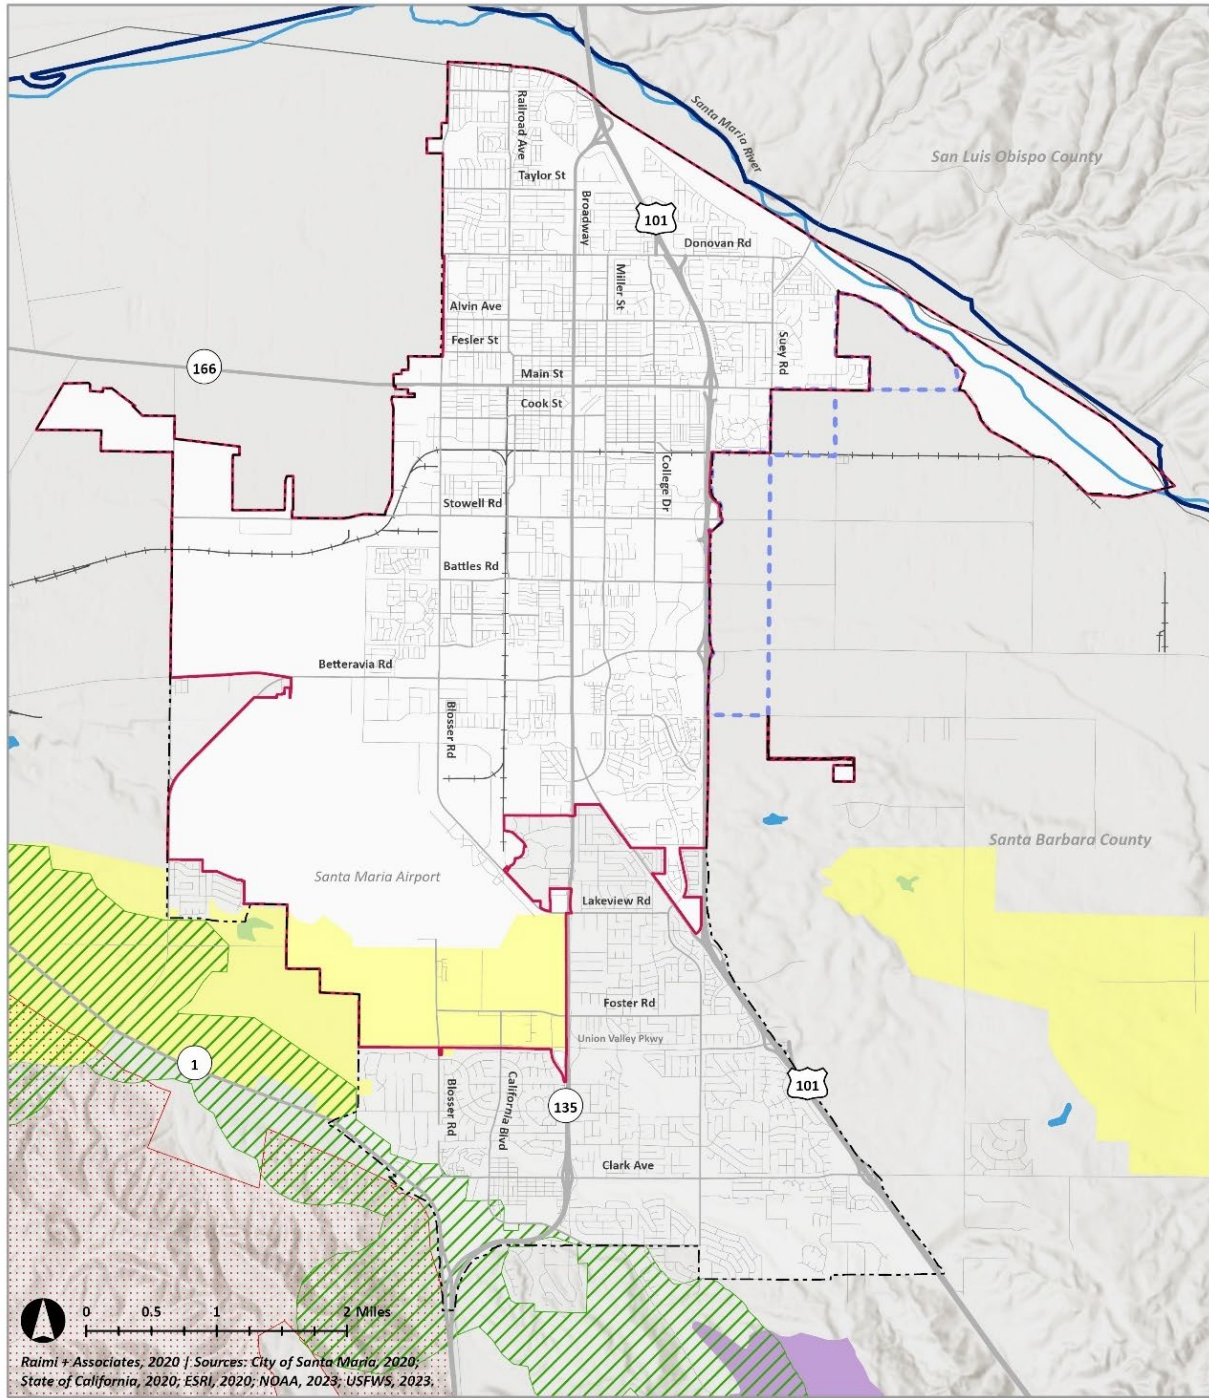 Santa Maria River
San Luis Obispo County
Railroad Ave
Taylor St
Broadway
101
Donovan Rd
Miller St
Alvin Ave
Fesler St
Suey Rd
166
Main St
Cook St
College Dr
Stowell Rd
Battles Rd
Betteravia Rd
Blosser Rd
Santa Barbara County
Santa Maria Airport
Lakeview Rd
Foster Rd
Union Valley Pkwy
1
101
Blosser Rd
California Blvd
135
Clark Ave
0 0.5 1 2 Miles
Raimi + Associates, 2020 | Sources: City of Santa Maria, 2020;
State of California, 2020; ESRI, 2020; NOAA, 2023; USFWS, 2023.